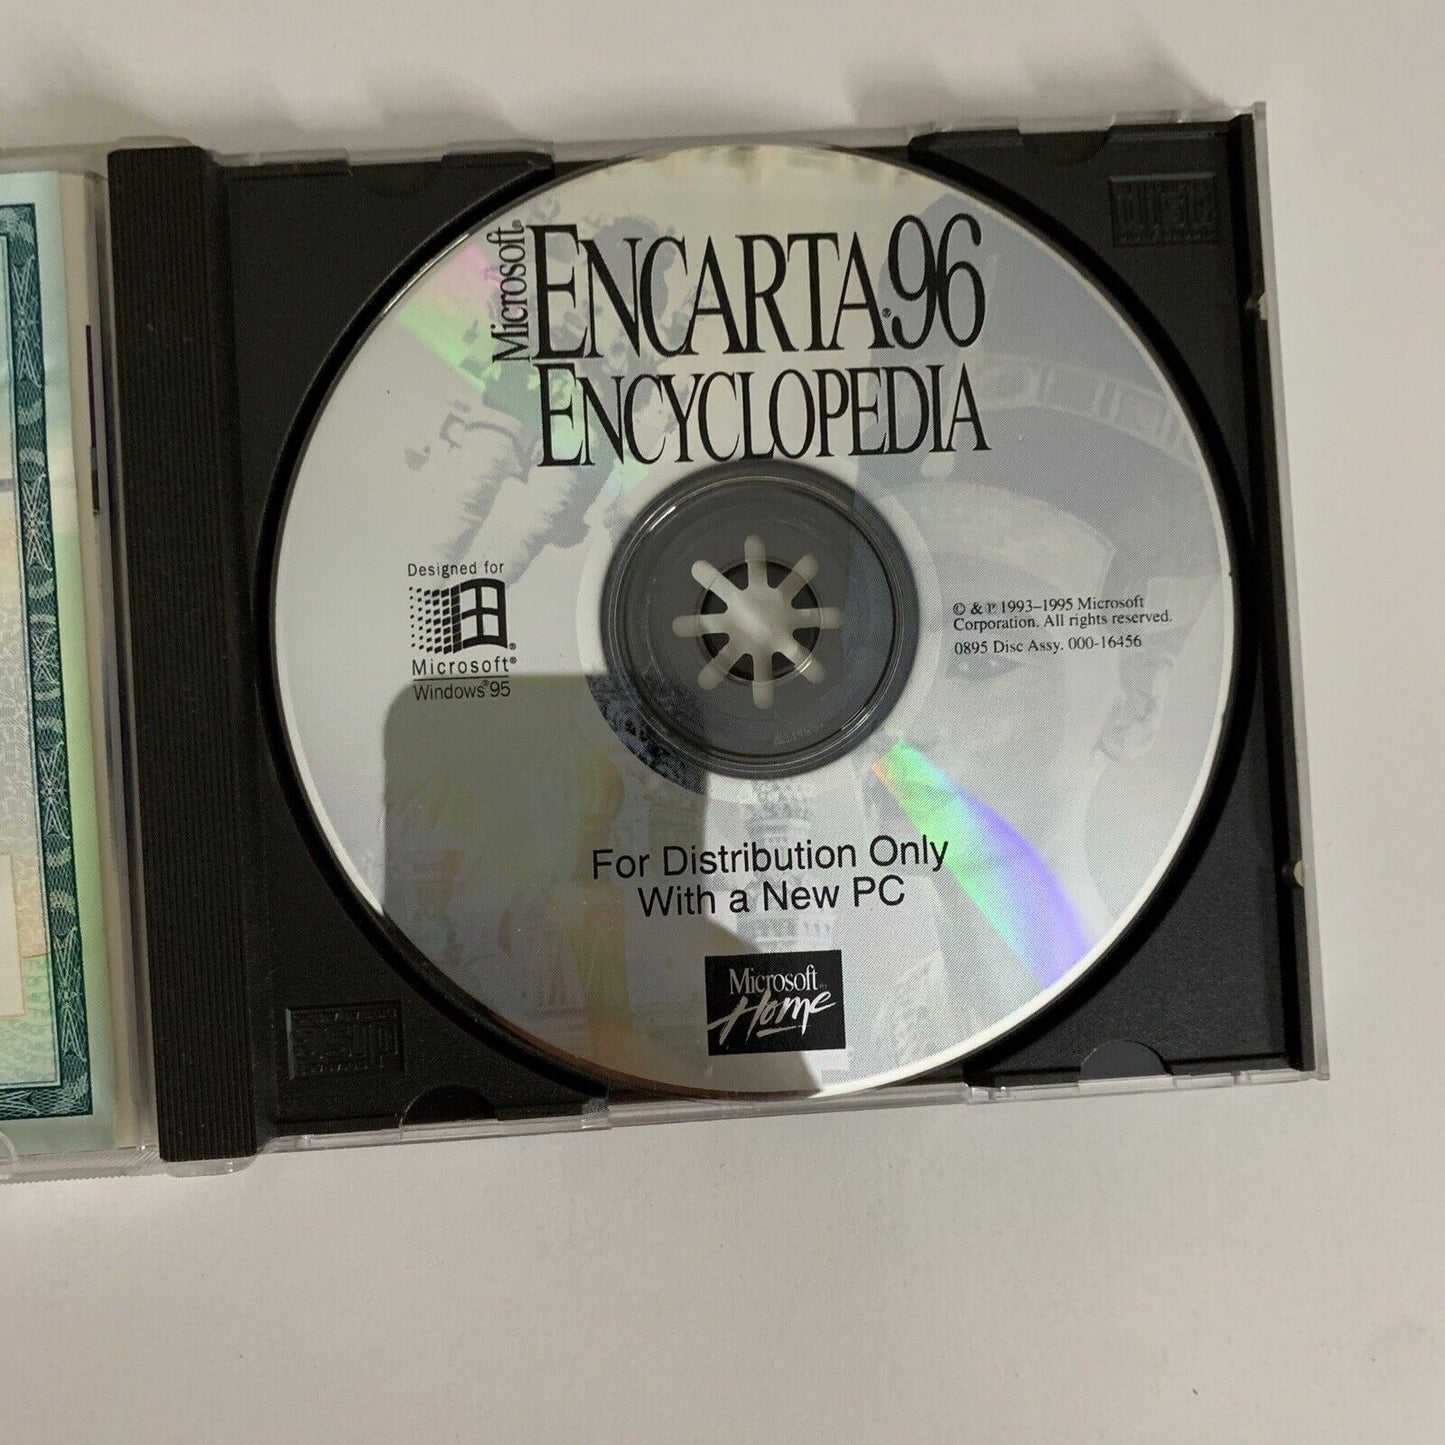 Microsoft®
ENCARTA®96
ENCYCLOPEDIA
Designed for
Microsoft®
Windows®95
© & ℗ 1993–1995 Microsoft
Corporation. All rights reserved.
0895 Disc Assy. 000-16456
For Distribution Only
With a New PC
Microsoft®
Home